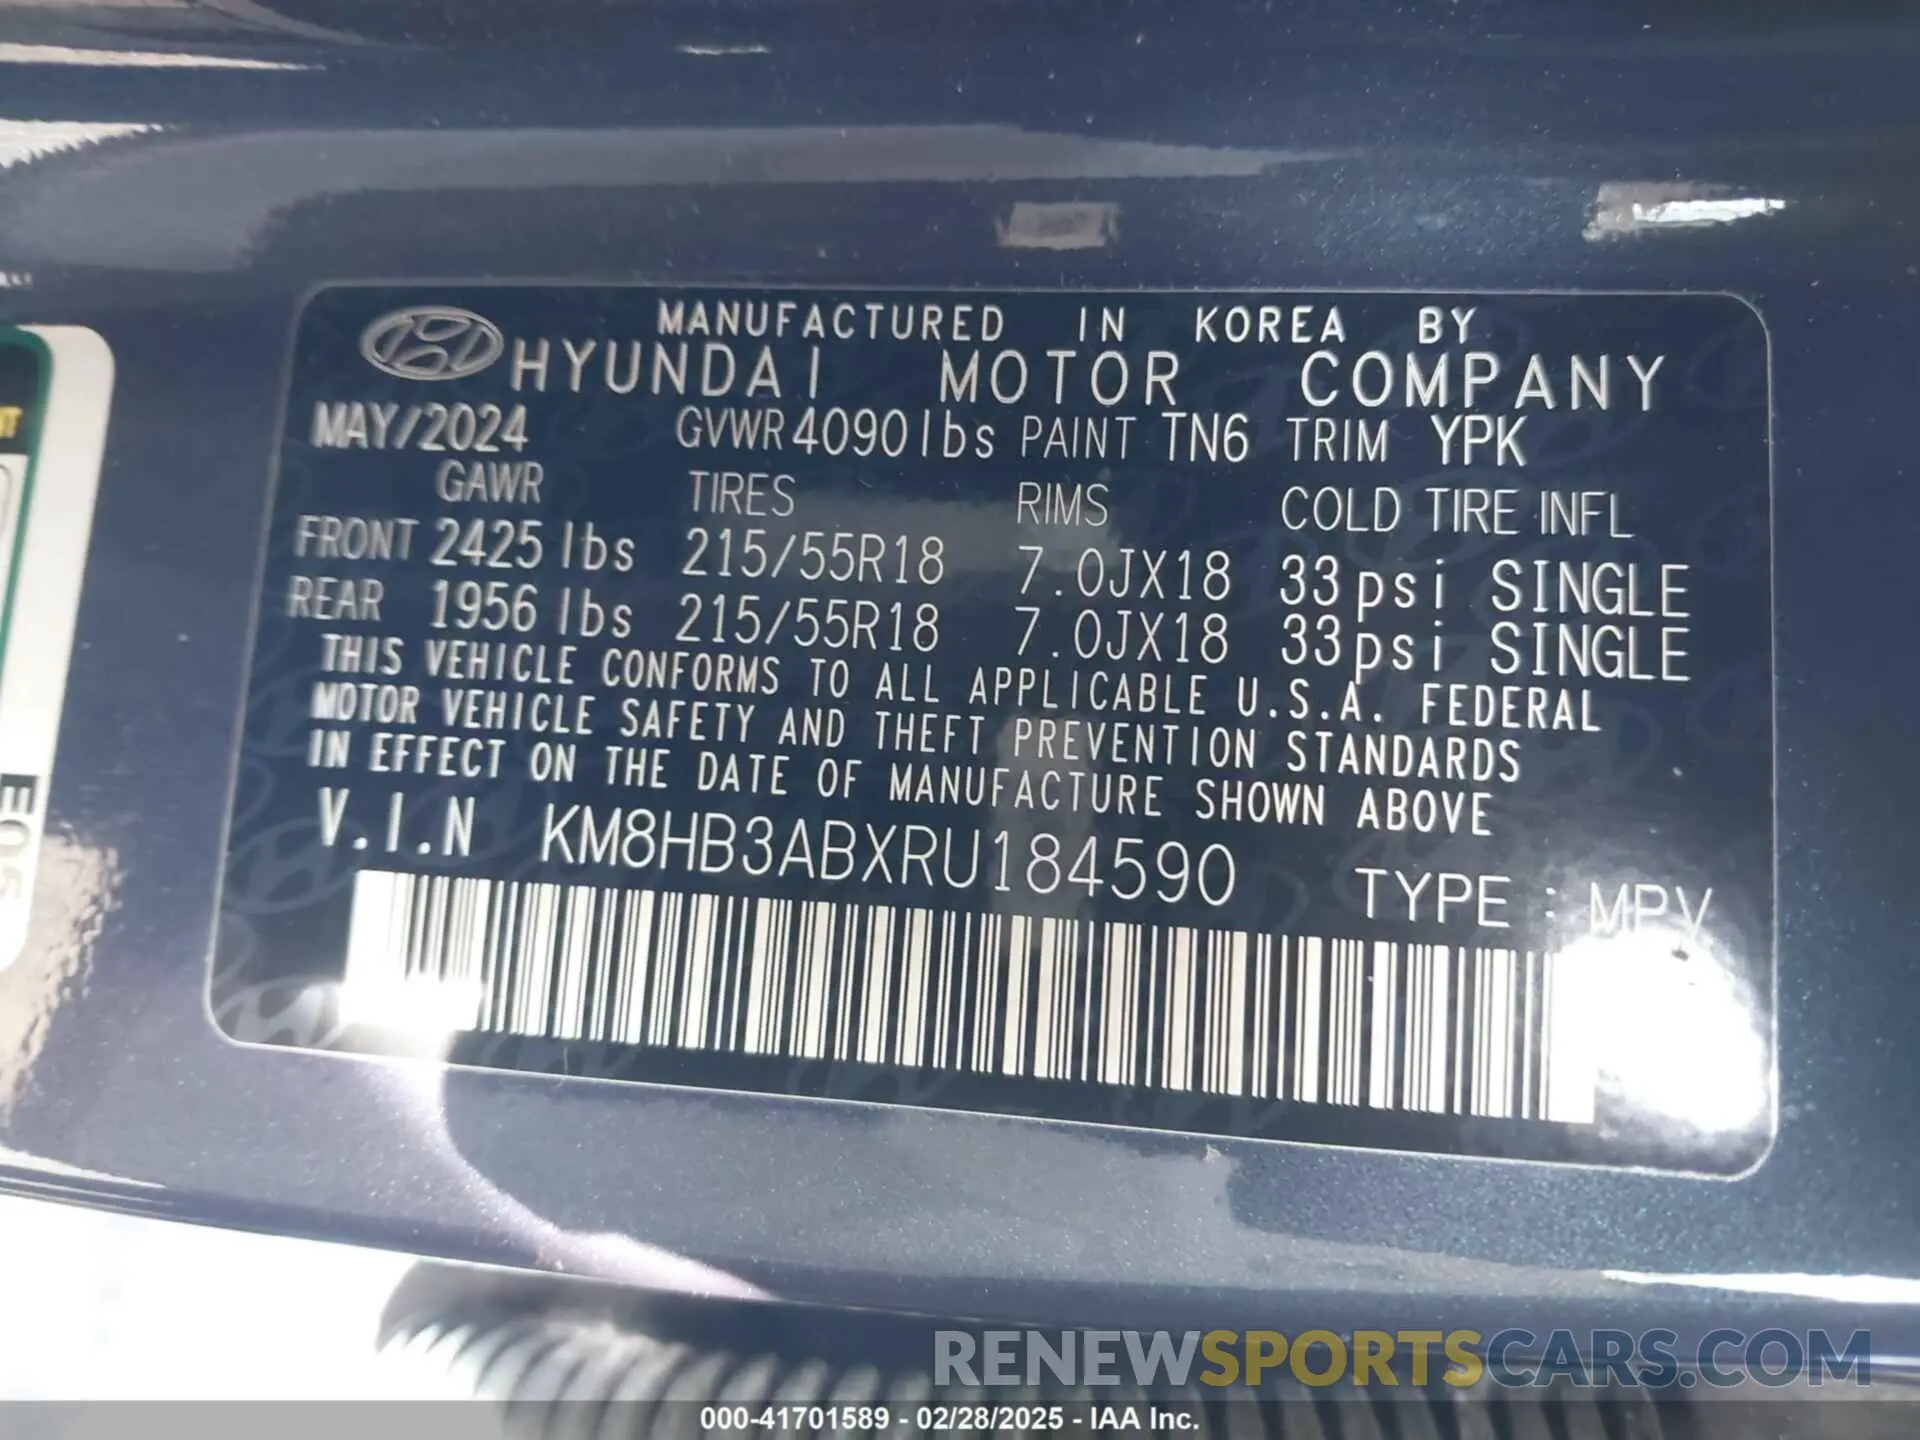 MANUFACTURED IN KOREA BY
HYUNDAI MOTOR COMPANY
MAY/2024 GVWR 4090lbs PAINT TN6 TRIM YPK
GAWR TIRES RIMS COLD TIRE INFL
FRONT 2425 lbs 215/55R18 7.0JX18 33psi SINGLE
REAR 1956 lbs 215/55R18 7.0JX18 33psi SINGLE
THIS VEHICLE CONFORMS TO ALL APPLICABLE U.S.A. FEDERAL
MOTOR VEHICLE SAFETY AND THEFT PREVENTION STANDARDS
IN EFFECT ON THE DATE OF MANUFACTURE SHOWN ABOVE
V.I.N KM8HB3ABXRU184590
TYPE : MPV
E05
RENEWSPORTSCARS.COM
000-41701589 - 02/28/2025 - IAA Inc.